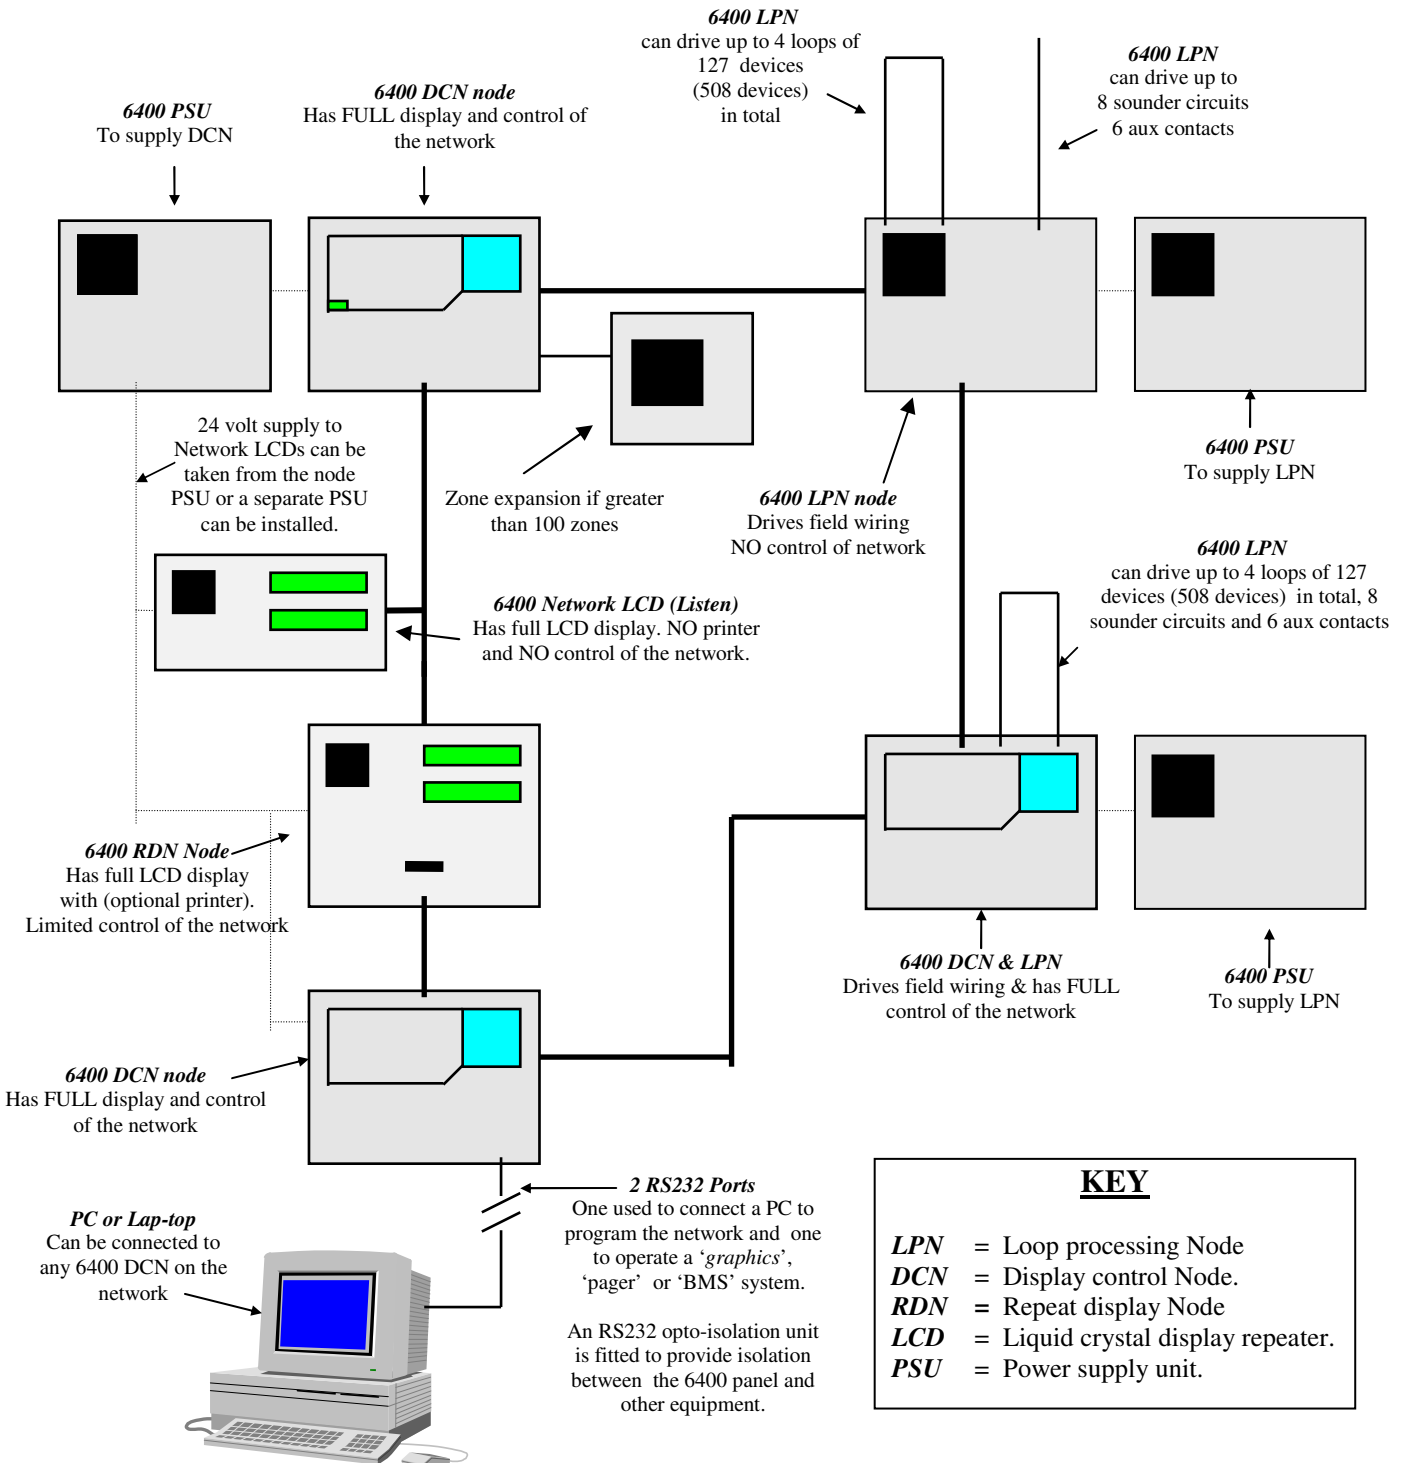 6400 LPN
can drive up to 4 loops of
127 devices
(508 devices)
in total
6400 LPN
can drive up to
8 sounder circuits
6 aux contacts
6400 DCN node
Has FULL display and control of
the network
6400 PSU
To supply DCN
24 volt supply to
Network LCDs can be
taken from the node
PSU or a separate PSU
can be installed.
Zone expansion if greater
than 100 zones
6400 LPN node
Drives field wiring
NO control of network
6400 PSU
To supply LPN
6400 LPN
can drive up to 4 loops of 127
devices (508 devices) in total, 8
sounder circuits and 6 aux contacts
6400 Network LCD (Listen)
Has full LCD display. NO printer
and NO control of the network.
6400 RDN Node
Has full LCD display
with (optional printer).
Limited control of the network
6400 DCN & LPN
Drives field wiring & has FULL
control of the network
6400 PSU
To supply LPN
6400 DCN node
Has FULL display and control
of the network
2 RS232 Ports
One used to connect a PC to
program the network and one
to operate a ‘graphics’,
‘pager’ or ‘BMS’ system.
An RS232 opto-isolation unit
is fitted to provide isolation
between the 6400 panel and
other equipment.
PC or Lap-top
Can be connected to
any 6400 DCN on the
network
KEY
LPN = Loop processing Node
DCN = Display control Node.
RDN = Repeat display Node
LCD = Liquid crystal display repeater.
PSU = Power supply unit.